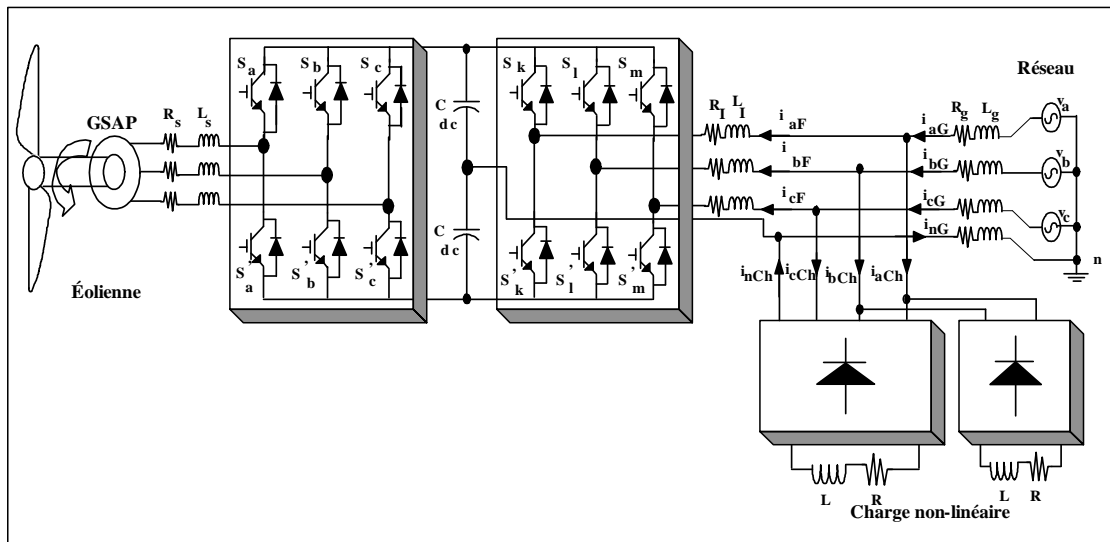 S a
S b
S c
S k
S l
S m
Réseau
GSAP
R s
L s
C dc
R I
L I
i aF
i aG
R g
L g
v a
i bF
i bG
v b
i cF
i cG
v c
i nG
n
C dc
S' a
S' b
S' c
S' k
S' l
S' m
i nCh
i cCh
i bCh
i aCh
Éolienne
L
R
L
R
Charge non-linéaire